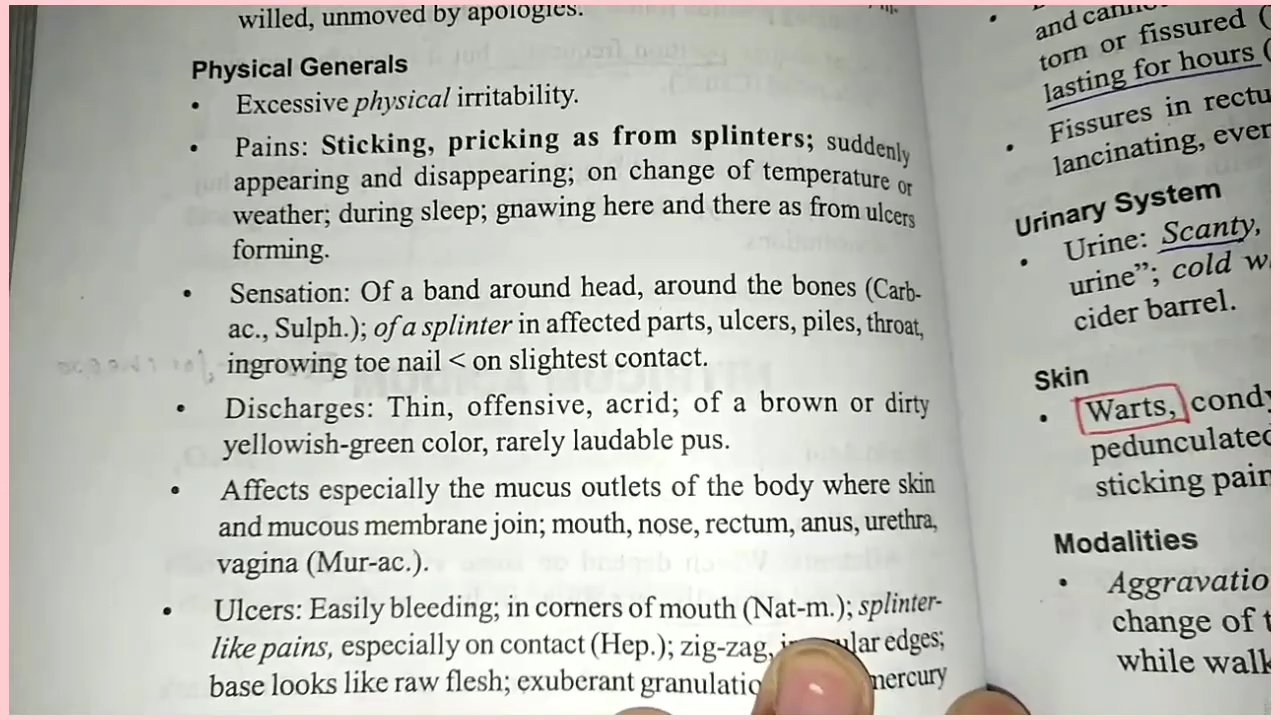 willed, unmoved by apologies.
Physical Generals
• Excessive physical irritability.
• Pains: Sticking, pricking as from splinters; suddenly
appearing and disappearing; on change of temperature or
weather; during sleep; gnawing here and there as from ulcers
forming.
• Sensation: Of a band around head, around the bones (Carb-
ac., Sulph.); of a splinter in affected parts, ulcers, piles, throat,
ingrowing toe nail < on slightest contact.
• Discharges: Thin, offensive, acrid; of a brown or dirty
yellowish-green color, rarely laudable pus.
• Affects especially the mucus outlets of the body where skin
and mucous membrane join; mouth, nose, rectum, anus, urethra,
vagina (Mur-ac.).
• Ulcers: Easily bleeding; in corners of mouth (Nat-m.); splinter-
like pains, especially on contact (Hep.); zig-zag, edges;
base looks like raw flesh; exuberant mercury
and
torn or fissured (
lasting for hours (
• Fissures in
lancinating,
Urinary System
• Urine: Scanty,
urine”; cold
cider barrel.
Skin
• Warts,
sticking
Modalities
•
change of
while